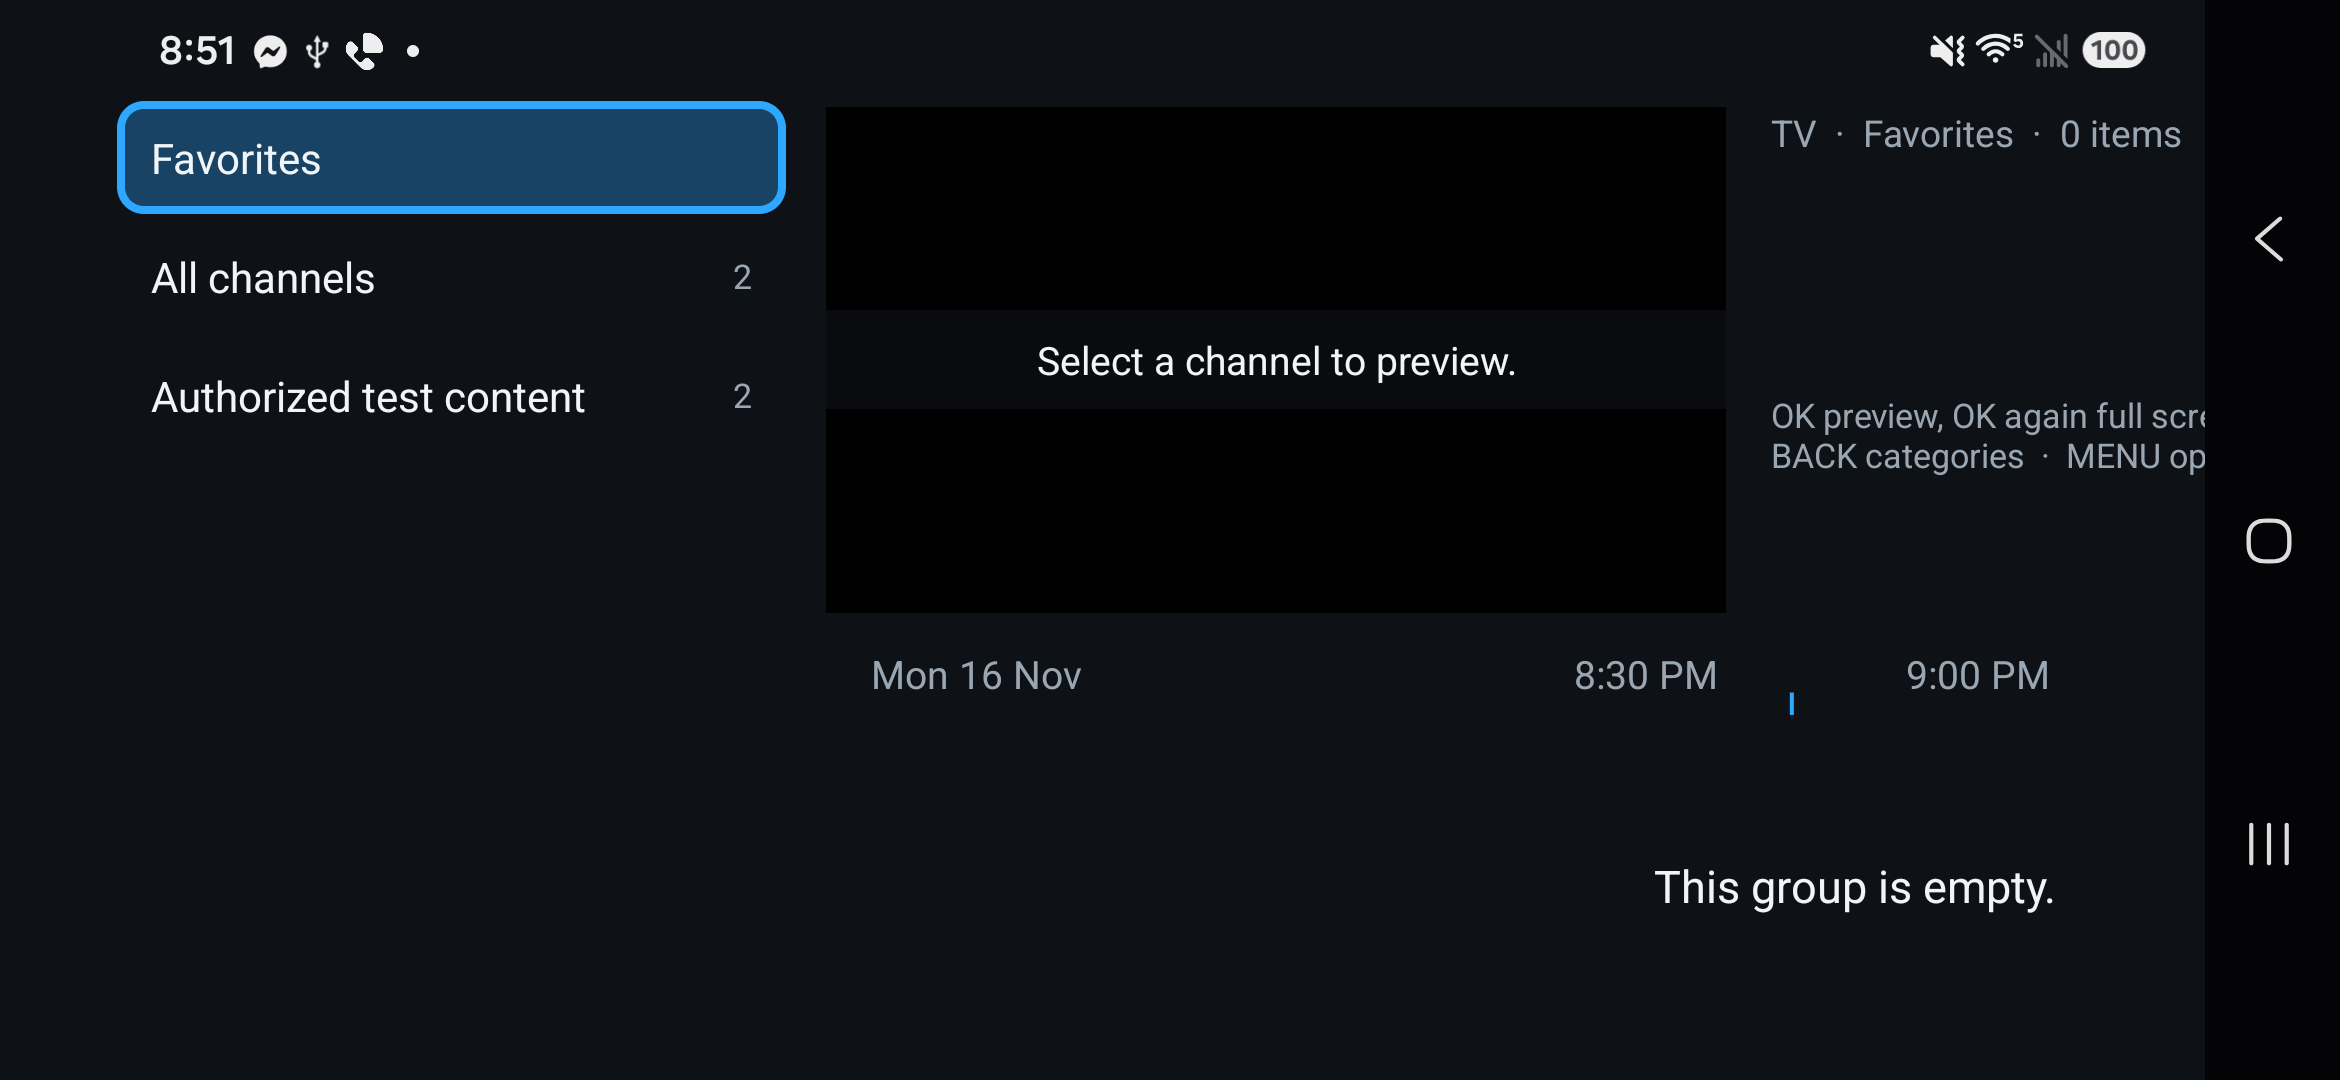 8:51
5
100
Favorites
All channels 2
Authorized test content 2
Select a channel to preview.
TV · Favorites · 0 items
OK preview, OK again full scre
BACK categories · MENU op
Mon 16 Nov 8:30 PM 9:00 PM
This group is empty.